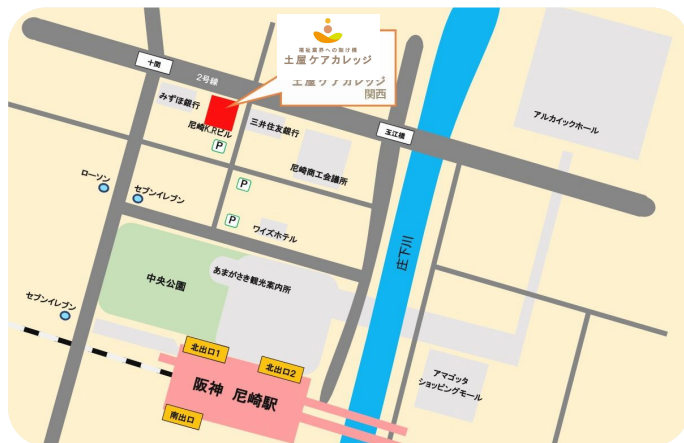 福祉業界への架け橋
土屋ケアカレッジ
土屋ケアカレッジ
関西
十間
2号線
みずほ銀行
尼崎K.Rビル
三井住友銀行
玉江橋
アルカイックホール
P
尼崎商工会議所
ローソン
セブンイレブン
P
P
ワイズホテル
庄下川
中央公園
あまがさき観光案内所
セブンイレブン
北出口1
北出口2
阪神 尼崎駅
南出口
アマゴッタ
ショッピングモール